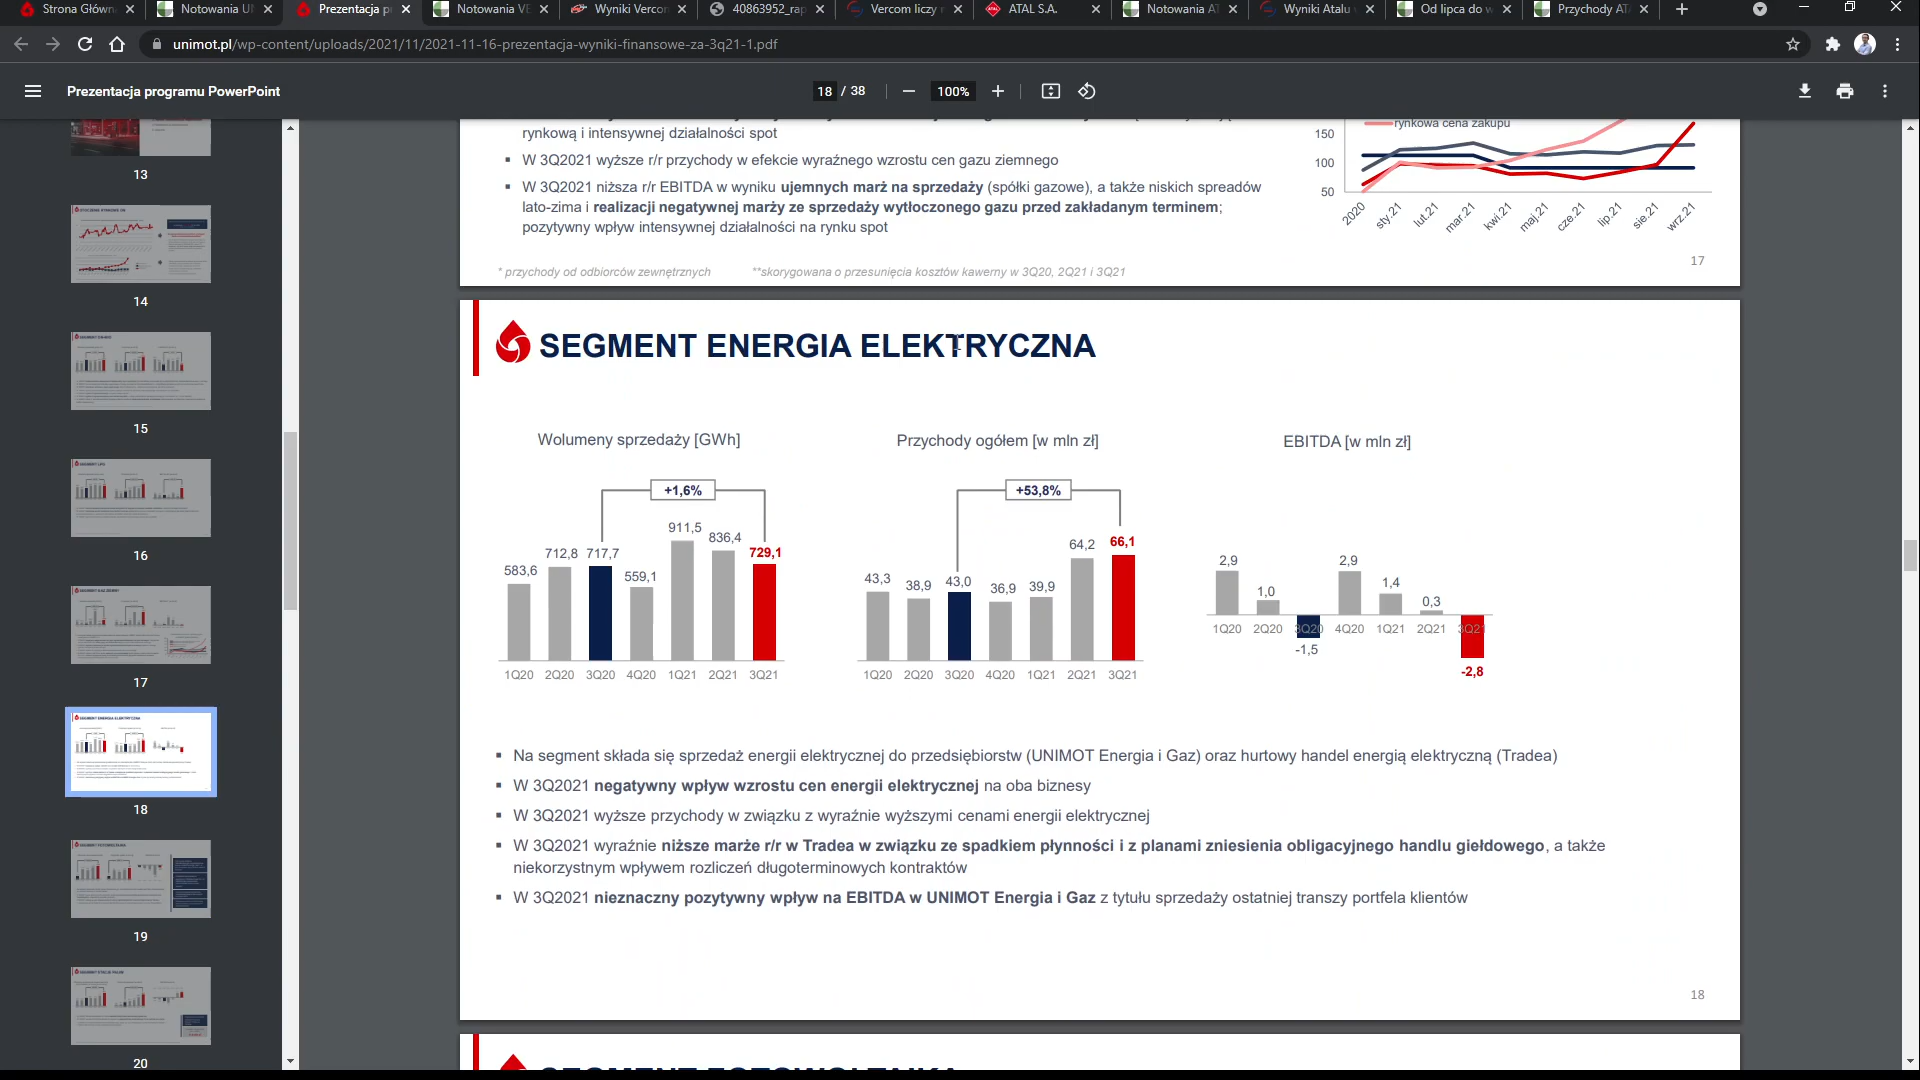 Strona Główn
Notowania UN
Prezentacja p
Notowania VE
Wyniki Vercon
40863952_rap
Vercom liczy r
ATAL S.A.
Notowania AT
Wyniki Atalu
Od lipca do w
Przychody AT
unimot.pl/wp-content/uploads/2021/11/2021-11-16-prezentacja-wyniki-finansowe-za-3q21-1.pdf
Prezentacja programu PowerPoint
18 / 38
100%
13
14
15
16
17
18
19
20
rynkową i intensywnej działalności spot
▪ W 3Q2021 wyższe r/r przychody w efekcie wyraźnego wzrostu cen gazu ziemnego
▪ W 3Q2021 niższa r/r EBITDA w wyniku ujemnych marż na sprzedaży (spółki gazowe), a także niskich spreadów
lato-zima i realizacji negatywnej marży ze sprzedaży wytłoczonego gazu przed zakładanym terminem;
pozytywny wpływ intensywnej działalności na rynku spot
* przychody od odbiorców zewnętrznych
**skorygowana o przesunięcia kosztów kawerny w 3Q20, 2Q21 i 3Q21
rynkowa cena zakupu
150
100
50
2020 sty.21 lut.21 mar.21 kwi.21 maj.21 cze.21 lip.21 sie.21 wrz.21
17
SEGMENT ENERGIA ELEKTRYCZNA
Wolumeny sprzedaży [GWh]
+1,6%
583,6 712,8 717,7 559,1 911,5 836,4 729,1
1Q20 2Q20 3Q20 4Q20 1Q21 2Q21 3Q21
Przychody ogółem [w mln zł]
+53,8%
43,3 38,9 43,0 36,9 39,9 64,2 66,1
1Q20 2Q20 3Q20 4Q20 1Q21 2Q21 3Q21
EBITDA [w mln zł]
2,9 1,0 -1,5 2,9 1,4 0,3 -2,8
1Q20 2Q20 3Q20 4Q20 1Q21 2Q21 3Q21
▪ Na segment składa się sprzedaż energii elektrycznej do przedsiębiorstw (UNIMOT Energia i Gaz) oraz hurtowy handel energią elektryczną (Tradea)
▪ W 3Q2021 negatywny wpływ wzrostu cen energii elektrycznej na oba biznesy
▪ W 3Q2021 wyższe przychody w związku z wyraźnie wyższymi cenami energii elektrycznej
▪ W 3Q2021 wyraźnie niższe marże r/r w Tradea w związku ze spadkiem płynności i z planami zniesienia obligacyjnego handlu giełdowego, a także
niekorzystnym wpływem rozliczeń długoterminowych kontraktów
▪ W 3Q2021 nieznaczny pozytywny wpływ na EBITDA w UNIMOT Energia i Gaz z tytułu sprzedaży ostatniej transzy portfela klientów
18
SEGMENT FOTOWOLTAIKA